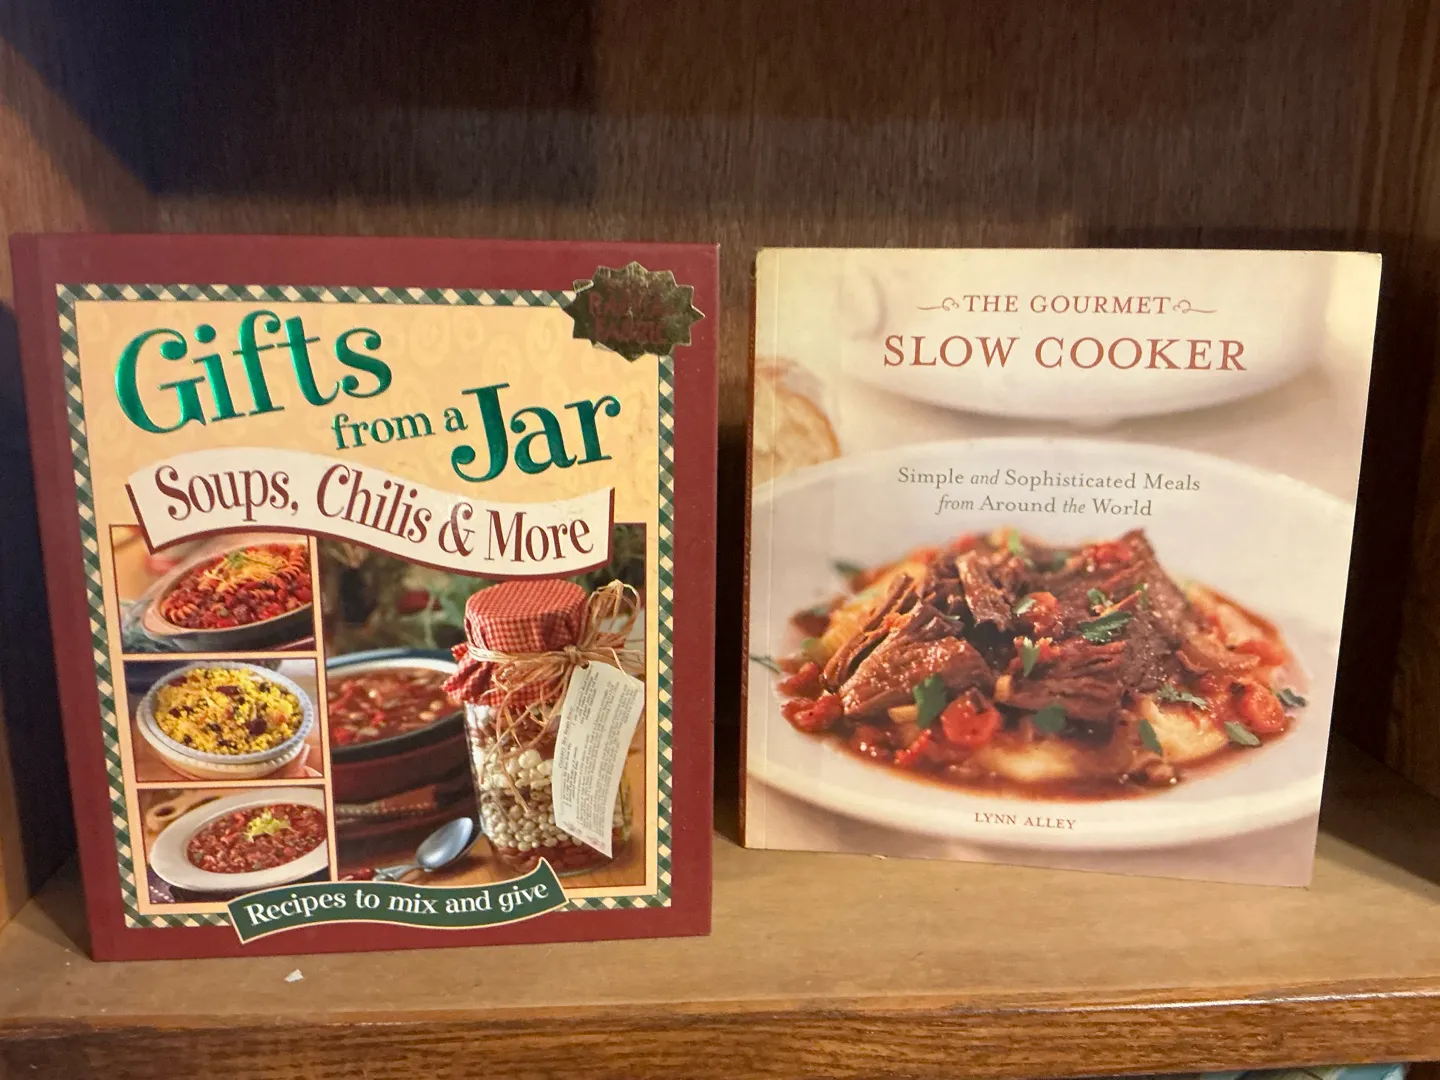 Gifts
from a Jar
Soups, Chilis & More
Recipes to mix and give
THE GOURMET
SLOW COOKER
Simple and Sophisticated Meals
from Around the World
LYNN ALLEY